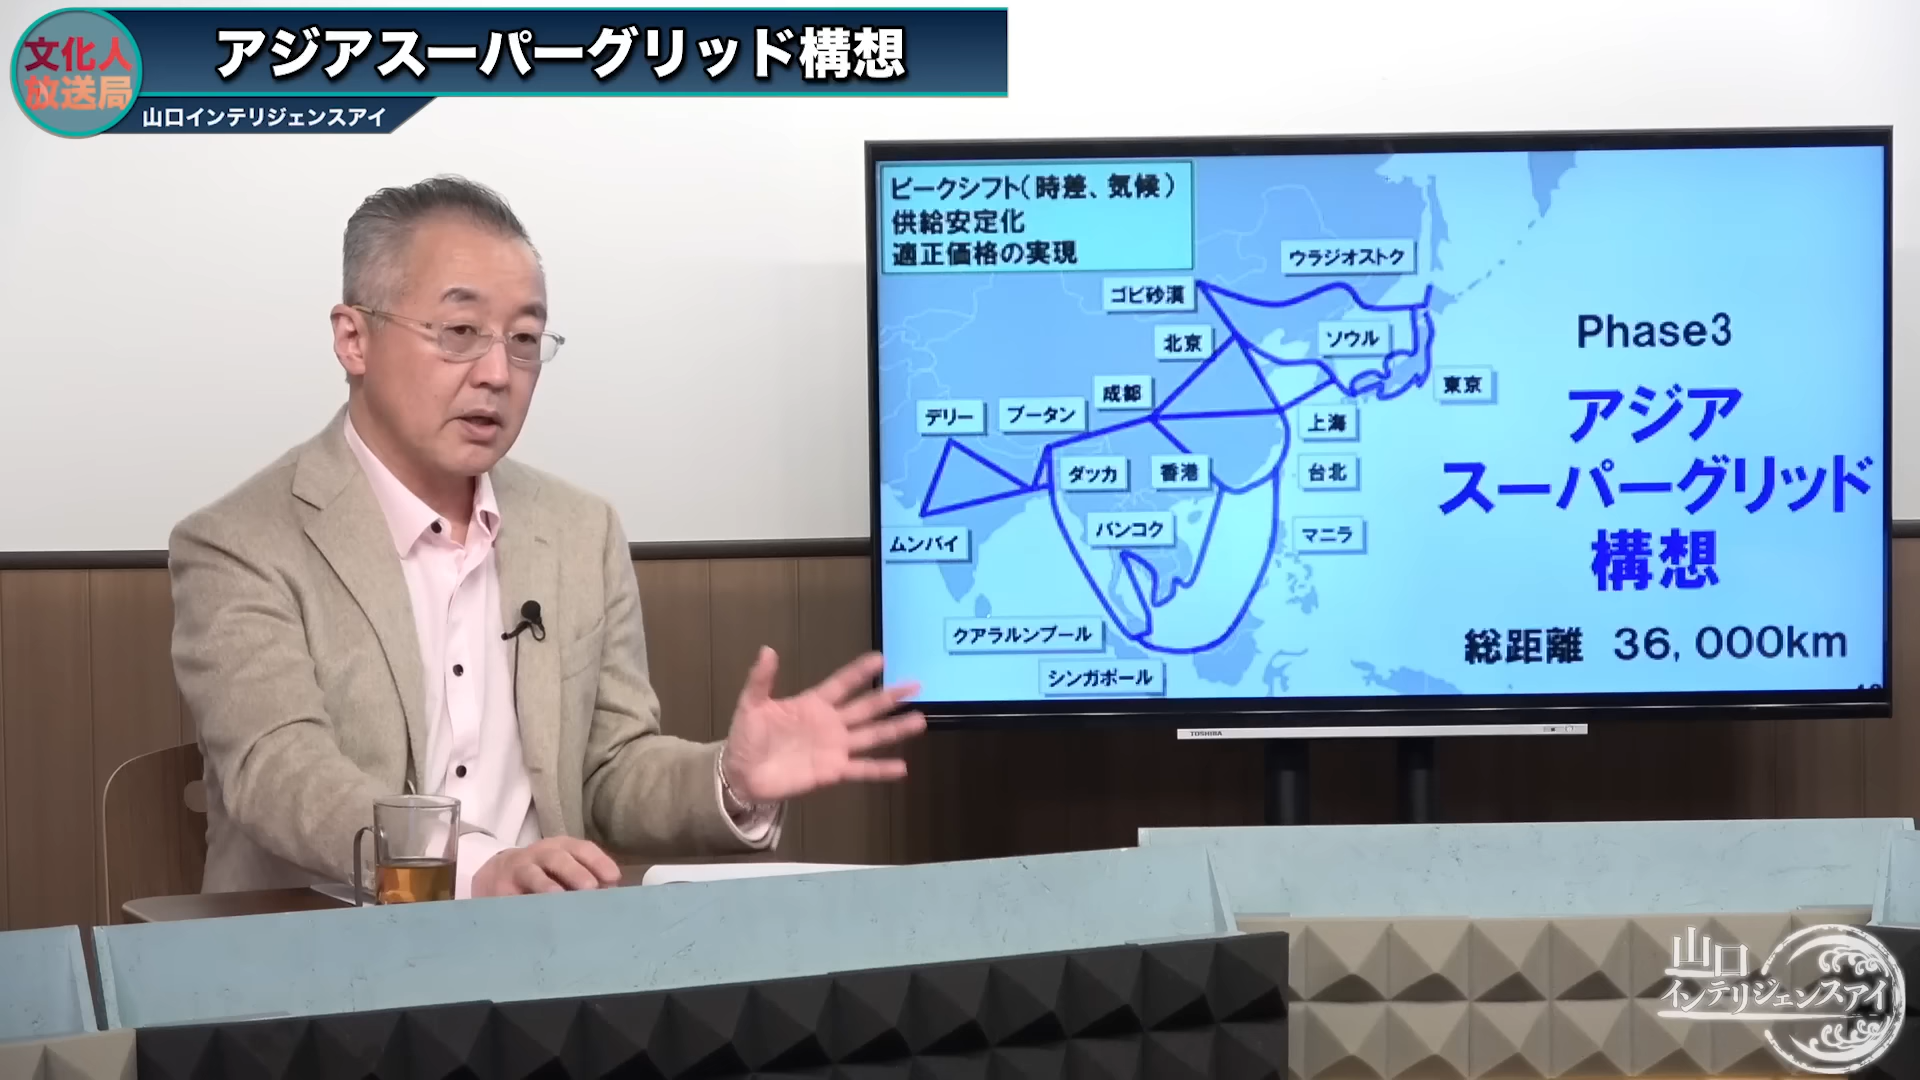 文化人
放送局
アジアスーパーグリッド構想
山口インテリジェンスアイ
ピークシフト(時差、気候)
供給安定化
適正価格の実現
ウラジオストク
ゴビ砂漠
北京
ソウル
成都
東京
デリー
ブータン
上海
ダッカ
香港
台北
バンコク
マニラ
ムンバイ
クアラルンプール
シンガポール
Phase3
アジア
スーパーグリッド
構想
総距離 36,000km
TOSHIBA
山口
インテリジェンスアイ